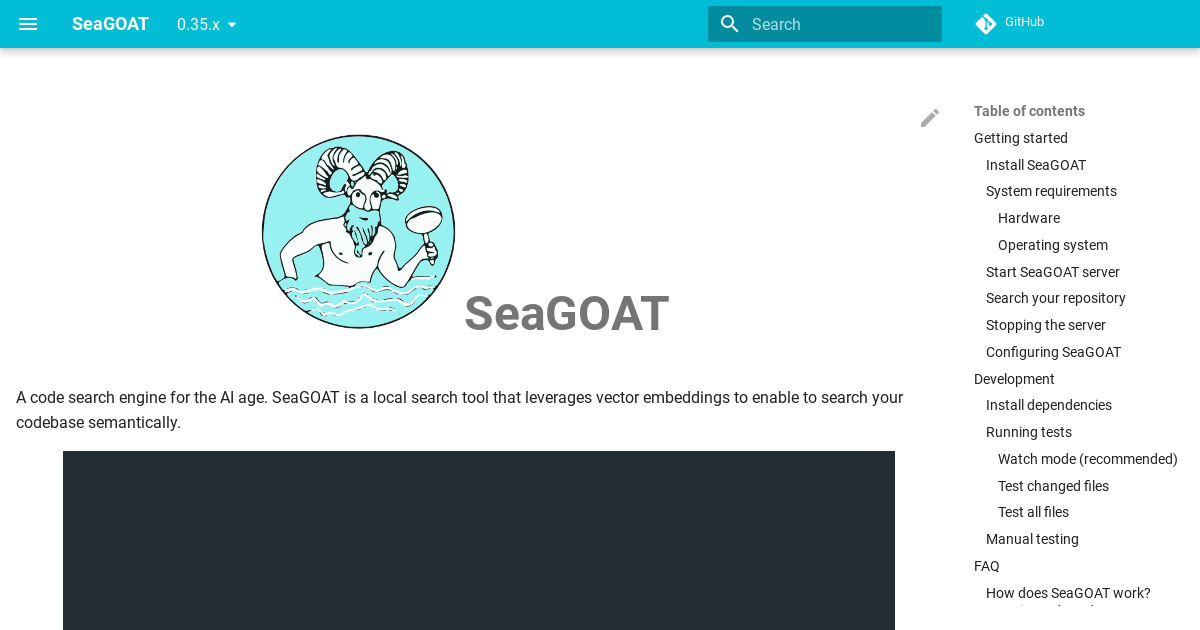 SeaGOAT
0.35.x
Search
GitHub
SeaGOAT
A code search engine for the AI age. SeaGOAT is a local search tool that leverages vector embeddings to enable to search your
codebase semantically.
Table of contents
Getting started
Install SeaGOAT
System requirements
Hardware
Operating system
Start SeaGOAT server
Search your repository
Stopping the server
Configuring SeaGOAT
Development
Install dependencies
Running tests
Watch mode (recommended)
Test changed files
Test all files
Manual testing
FAQ
How does SeaGOAT work?